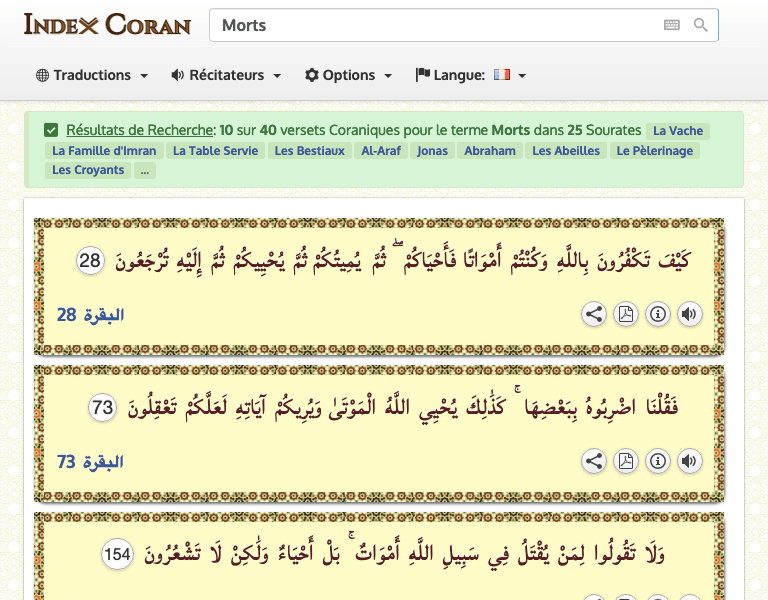 INDEX CORAN
Morts
Traductions
Récitateurs
Options
Langue:
Résultats de Recherche: 10 sur 40 versets Coraniques pour le terme Morts dans 25 Sourates La Vache
La Famille d'Imran La Table Servie Les Bestiaux Al-Araf Jonas Abraham Les Abeilles Le Pèlerinage
Les Croyants ...
كَيْفَ تَكْفُرُونَ بِاللَّهِ وَكُنْتُمْ أَمْوَاتًا فَأَحْيَاكُمْ ۖ ثُمَّ يُمِيتُكُمْ ثُمَّ يُحْيِيكُمْ ثُمَّ إِلَيْهِ تُرْجَعُونَ 28
البقرة 28
فَقُلْنَا اضْرِبُوهُ بِبَعْضِهَا ۚ كَذَٰلِكَ يُحْيِي اللَّهُ الْمَوْتَىٰ وَيُرِيكُمْ آيَاتِهِ لَعَلَّكُمْ تَعْقِلُونَ 73
البقرة 73
وَلَا تَقُولُوا لِمَنْ يُقْتَلُ فِي سَبِيلِ اللَّهِ أَمْوَاتٌ ۚ بَلْ أَحْيَاءٌ وَلَٰكِنْ لَا تَشْعُرُونَ 154